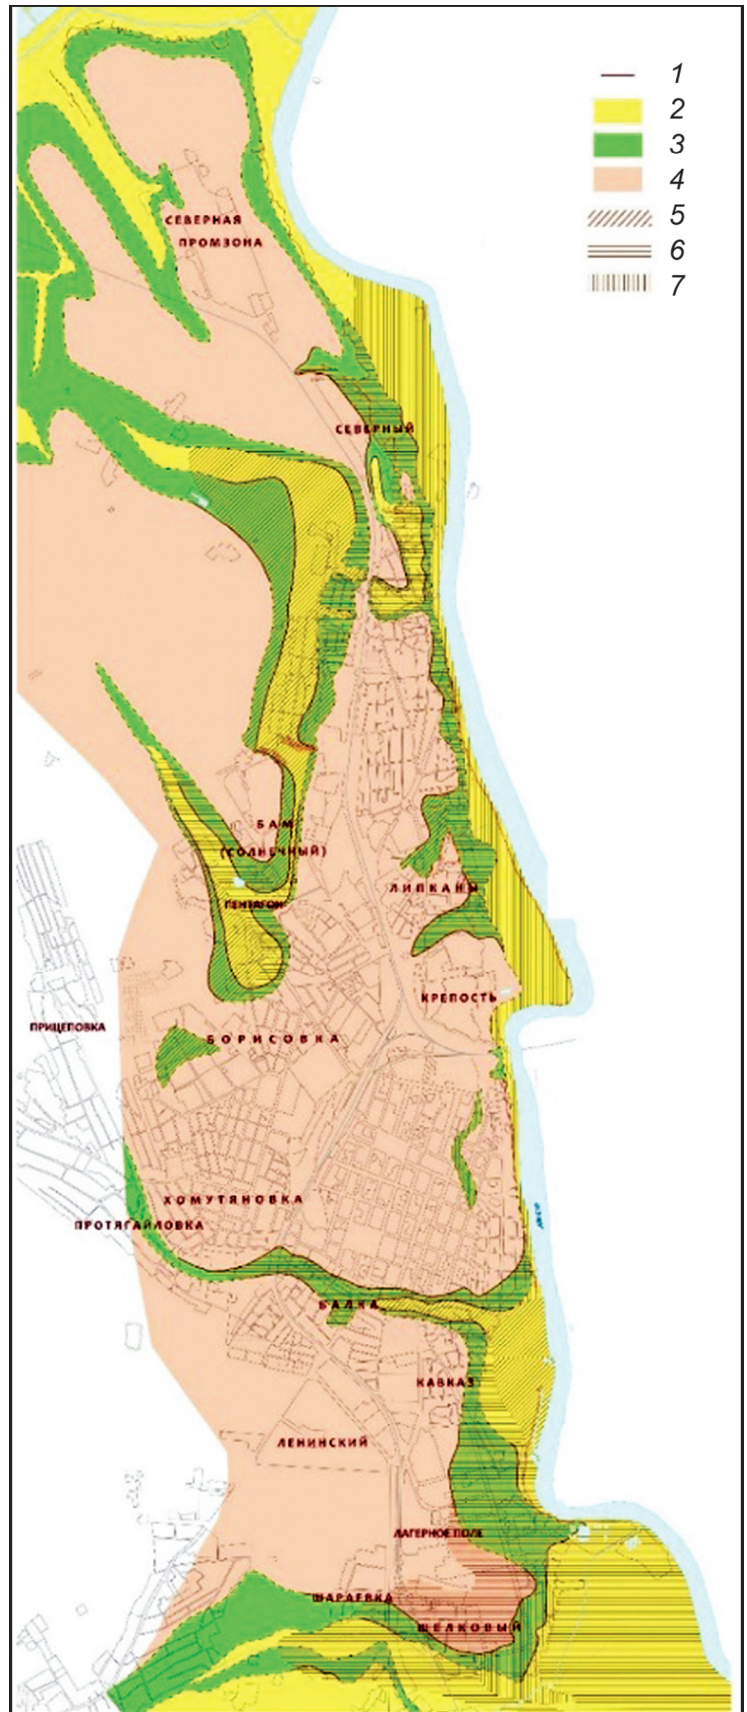 1
2
3
4
5
6
7
СЕВЕРНАЯ
ПРОМЗОНА
СЕВЕРНЫЙ
БАМ
(СОЛНЕЧНЫЙ)
ЛИПКАНЫ
ПЕНТАГОН
КРЕПОСТЬ
ПРИЦЕПОВКА
БОРИСОВКА
ХОМУТЯНОВКА
ПРОТЯГАЙЛОВКА
БАЛКА
КАВКАЗ
ЛЕНИНСКИЙ
ЛАГЕРНОЕ ПОЛЕ
ШАРАЕВКА
ШЕЛКОВЫЙ